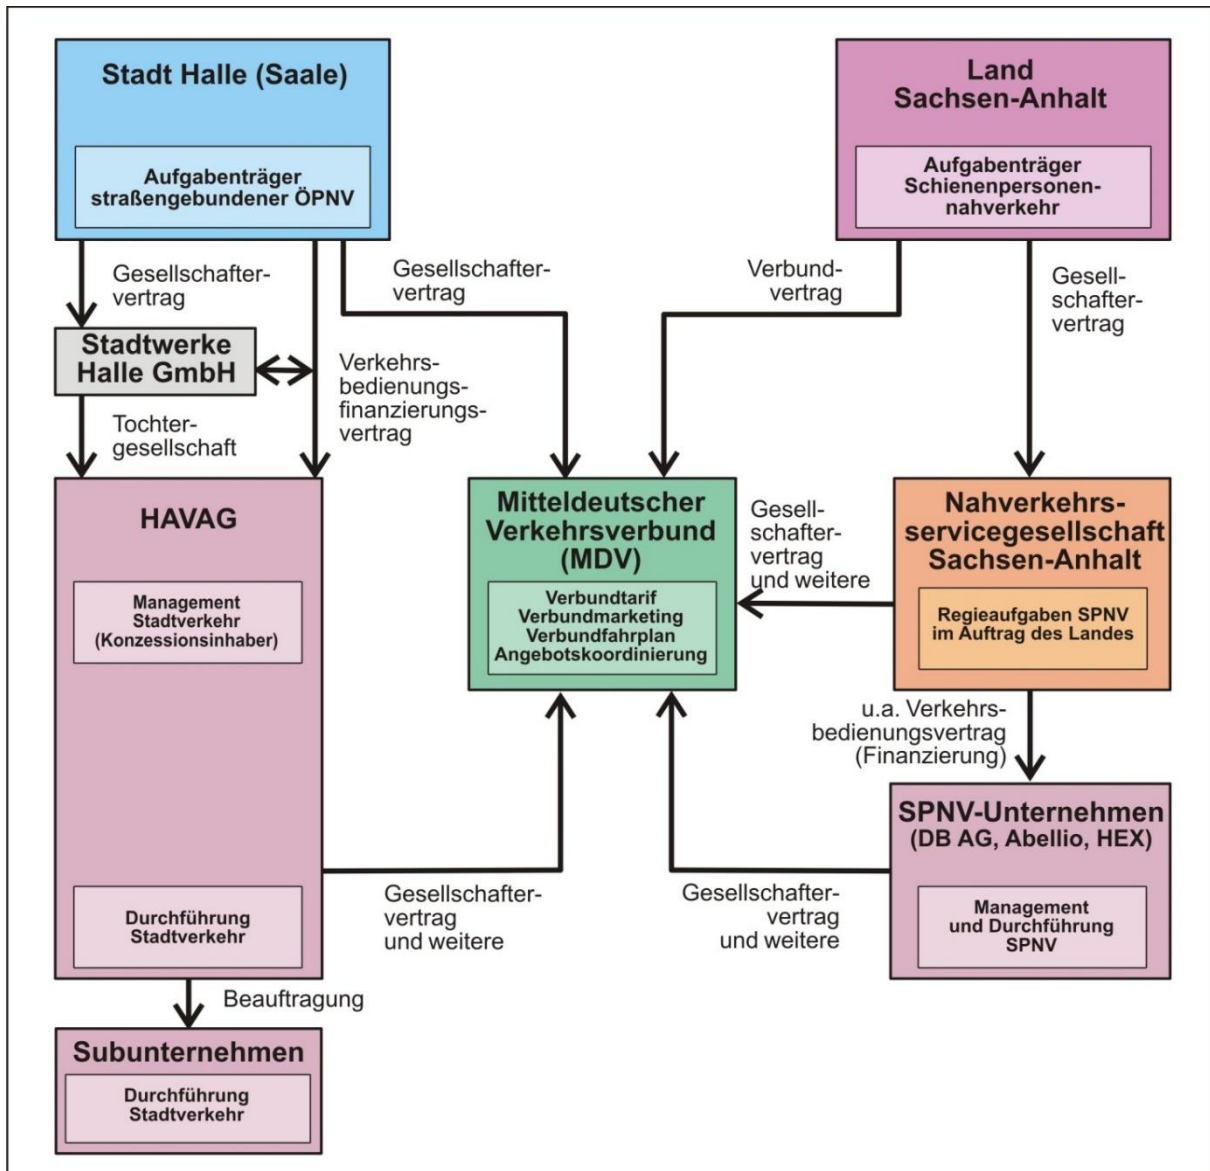 Stadt Halle (Saale)
Aufgabenträger
straßengebundener ÖPNV
Land
Sachsen-Anhalt
Aufgabenträger
Schienenpersonen-
nahverkehr
Gesellschafter-
vertrag
Gesellschafter-
vertrag
Verbund-
vertrag
Gesell-
schafter-
vertrag
Stadtwerke
Halle GmbH
Verkehrs-
bedienungs-
finanzierungs-
vertrag
Tochter-
gesellschaft
HAVAG
Management
Stadtverkehr
(Konzessionsinhaber)
Durchführung
Stadtverkehr
Mitteldeutscher
Verkehrsverbund
(MDV)
Verbundtarif
Verbundmarketing
Verbundfahrplan
Angebotskoordinierung
Gesell-
schafter-
vertrag
und weitere
Nahverkehrs-
servicegesellschaft
Sachsen-Anhalt
Regieaufgaben SPNV
im Auftrag des Landes
u.a. Verkehrs-
bedienungsvertrag
(Finanzierung)
SPNV-Unternehmen
(DB AG, Abellio, HEX)
Management
und Durchführung
SPNV
Gesellschafter-
vertrag
und weitere
Gesellschafter-
vertrag
und weitere
Beauftragung
Subunternehmen
Durchführung
Stadtverkehr